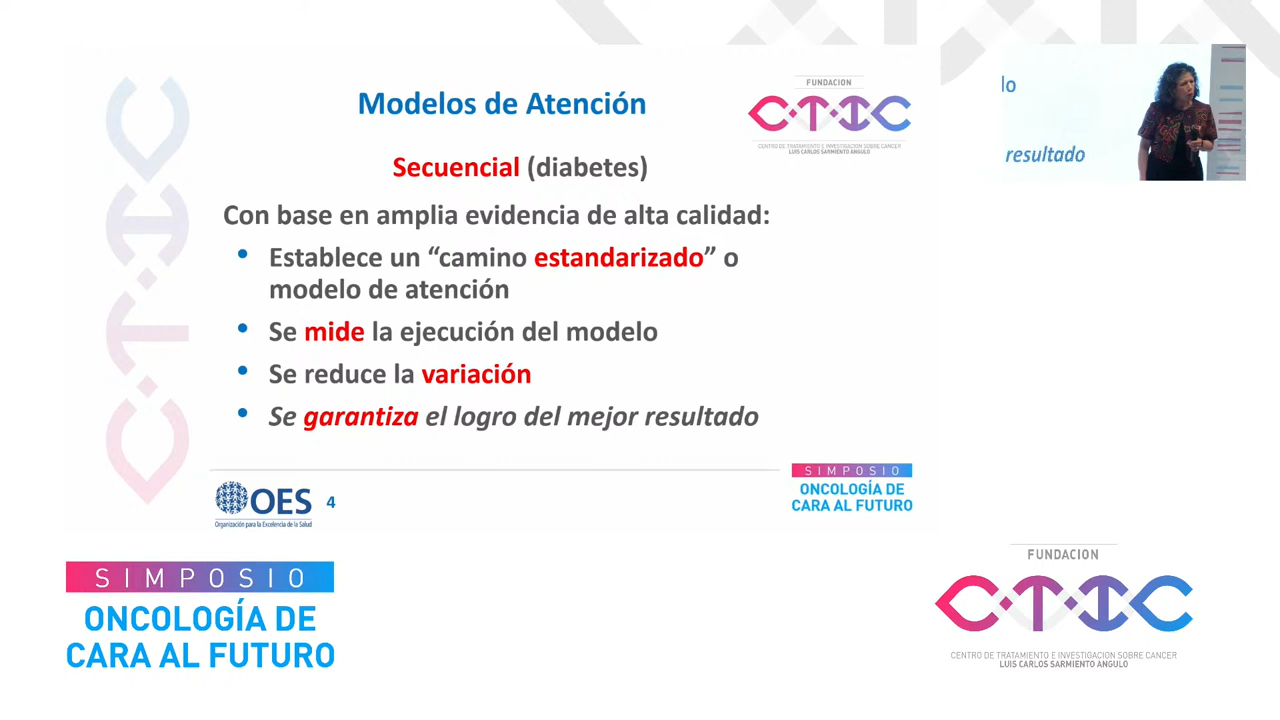 Modelos de Atención
FUNDACION
CTIC
CENTRO DE TRATAMIENTO E INVESTIGACION SOBRE CANCER
LUIS CARLOS SARMIENTO ANGULO
Secuencial (diabetes)
Con base en amplia evidencia de alta calidad:
• Establece un “camino estandarizado” o
modelo de atención
• Se mide la ejecución del modelo
• Se reduce la variación
• Se garantiza el logro del mejor resultado
CTIC
OES
Organización para la Excelencia de la Salud
4
SIMPOSIO
ONCOLOGÍA DE
CARA AL FUTURO
lo
resultado
SIMPOSIO
ONCOLOGÍA DE
CARA AL FUTURO
FUNDACION
CTIC
CENTRO DE TRATAMIENTO E INVESTIGACION SOBRE CANCER
LUIS CARLOS SARMIENTO ANGULO